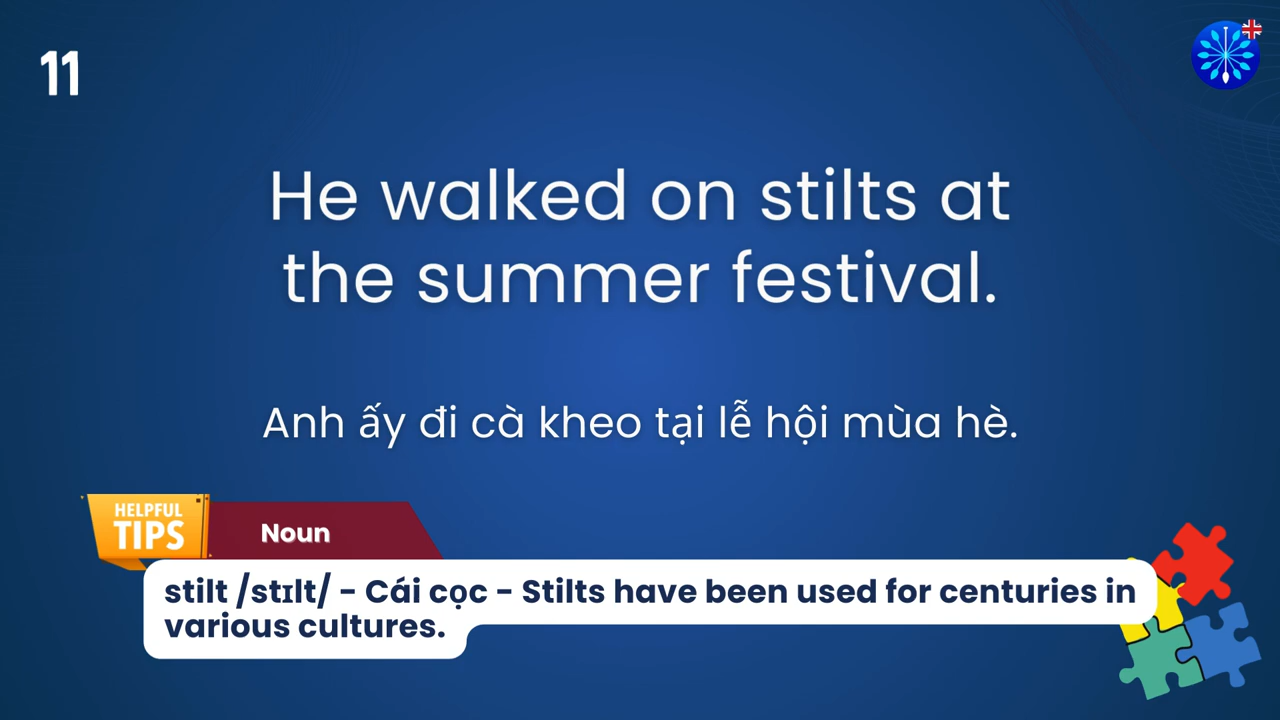 11
He walked on stilts at
the summer festival.
Anh ấy đi cà kheo tại lễ hội mùa hè.
HELPFUL
TIPS
Noun
stilt /stɪlt/ - Cái cọc - Stilts have been used for centuries in
various cultures.